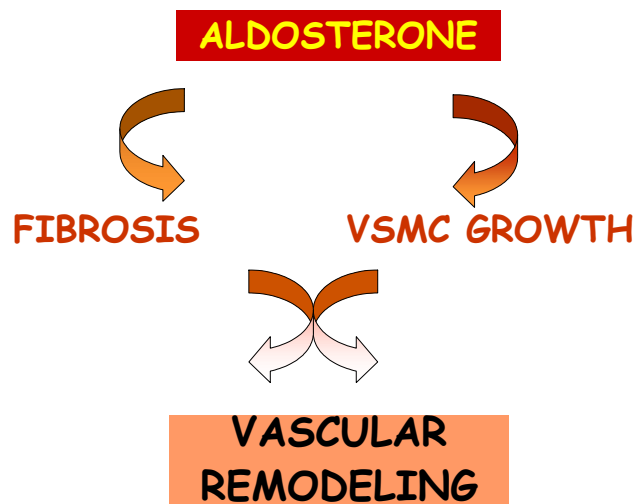 ALDOSTERONE
FIBROSIS
VSMC GROWTH
VASCULAR
REMODELING